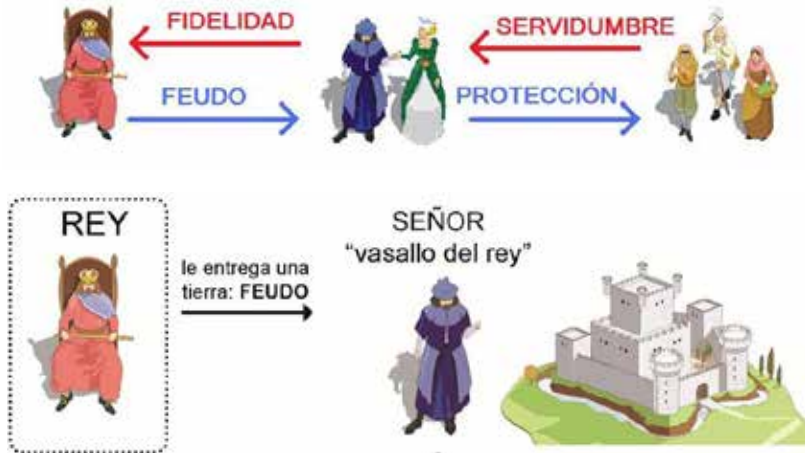 FIDELIDAD
SERVIDUMBRE
FEUDO
PROTECCIÓN
REY
le entrega una
tierra: FEUDO
SEÑOR
"vasallo del rey"